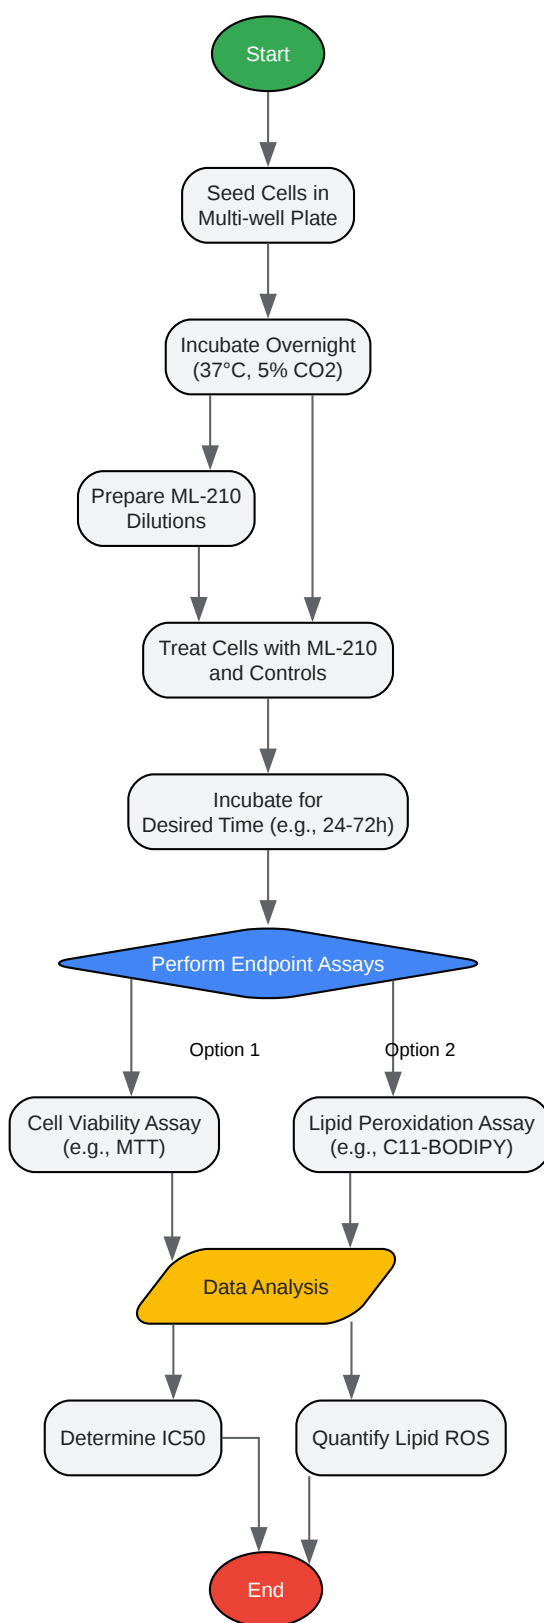 Start
Seed Cells in
Multi-well Plate
Incubate Overnight
(37°C, 5% CO2)
Prepare ML-210
Dilutions
Treat Cells with ML-210
and Controls
Incubate for
Desired Time (e.g., 24-72h)
Perform Endpoint Assays
Option 1
Option 2
Cell Viability Assay
(e.g., MTT)
Lipid Peroxidation Assay
(e.g., C11-BODIPY)
Data Analysis
Determine IC50
Quantify Lipid ROS
End